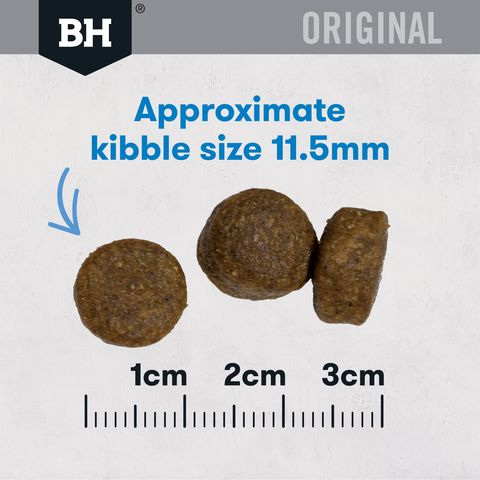 BH®
ORIGINAL
Approximate
kibble size 11.5mm
1cm 2cm 3cm